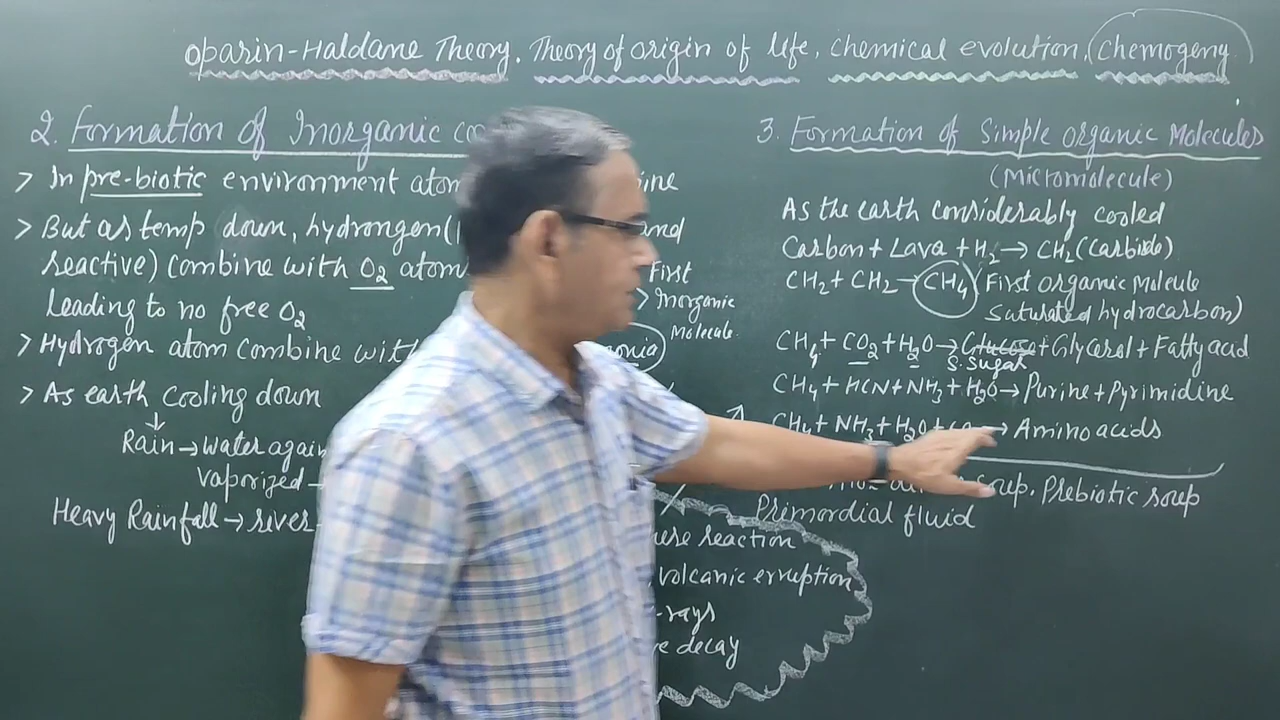 Oparin-Haldane Theory. Theory of origin of life, chemical evolution, Chemogeny
2. Formation of Inorganic co
> In pre-biotic environment atom ine
> But as temp down, hydrongen( and
reactive) Combine with O₂ atom
Leading to no free O₂
> Hydrogen atom combine with onia
> As earth cooling down
Rain → water again
vaporized
Heavy Rainfall → river
First
> Inorganic
Molecule.
reaction
volcanic erruption
-rays
decay
3. Formation of Simple organic Molecules
(Micromolecule)
As the earth considerably cooled
Carbon + Lava + H₂ → CH₂ (carbide)
CH₂ + CH₂ → CH₄ (First organic Molecule
Saturated hydrocarbon)
CH₄ + CO₂ + H₂O → Glucose + Glycerol + Fatty acid
S. Sugar
CH₄ + HCN + NH₃ + H₂O → Purine + Pyrimidine
CH₄ + NH₃ + H₂O + → Amino acids
soup. Prebiotic soup
Primordial fluid